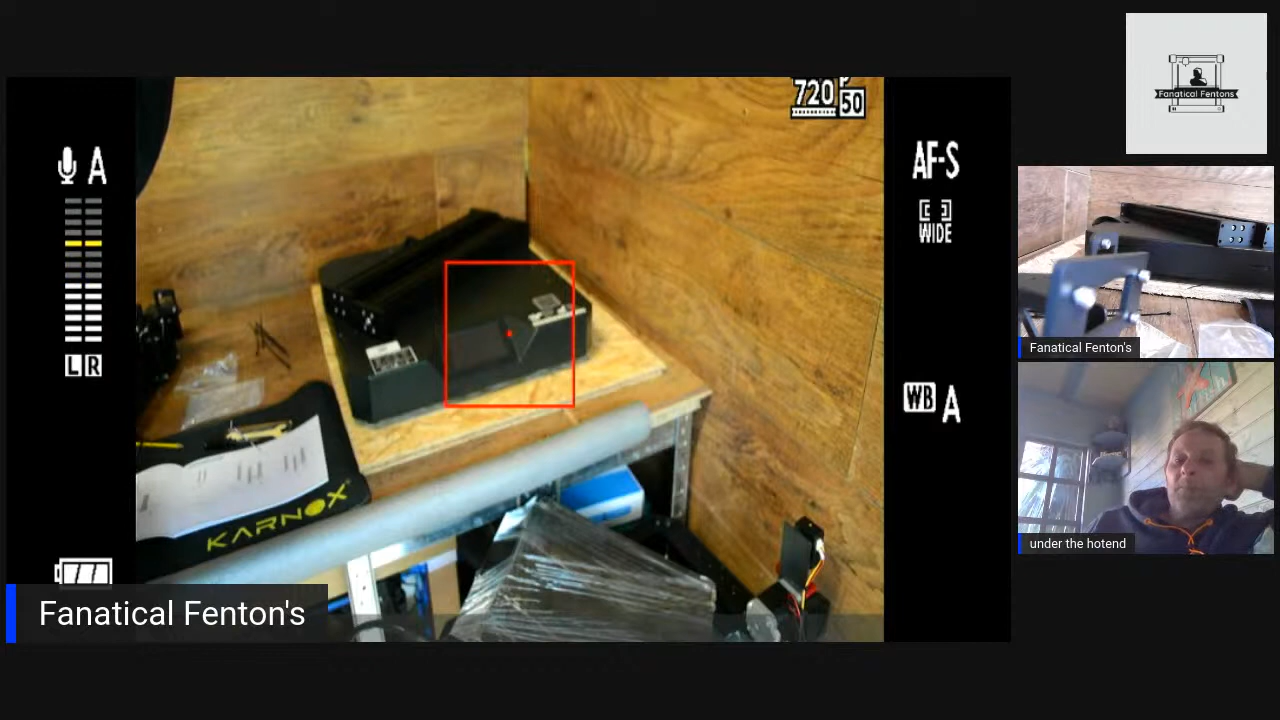 A
L R
720 P
50
AF-S
WIDE
WB A
KARNOX
Fanatical Fenton's
Fanatical Fentons
Fanatical Fenton's
under the hotend